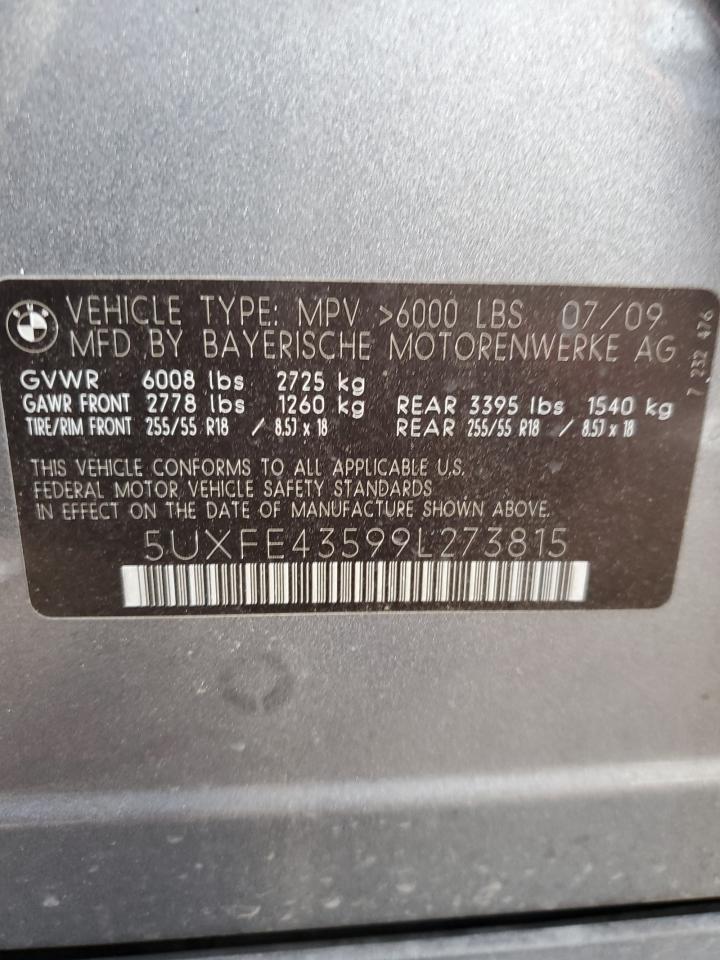 VEHICLE TYPE: MPV >6000 LBS 07/09
MFD BY BAYERISCHE MOTORENWERKE AG
GVWR 6008 lbs 2725 kg
GAWR FRONT 2778 lbs 1260 kg REAR 3395 lbs 1540 kg
TIRE/RIM FRONT 255/55 R18 / 8.5J x 18 REAR 255/55 R18 / 8.5J x 18
THIS VEHICLE CONFORMS TO ALL APPLICABLE U.S.
FEDERAL MOTOR VEHICLE SAFETY STANDARDS
IN EFFECT ON THE DATE OF MANUFACTURE SHOWN ABOVE.
5UXFE43599L273815
7 232 476